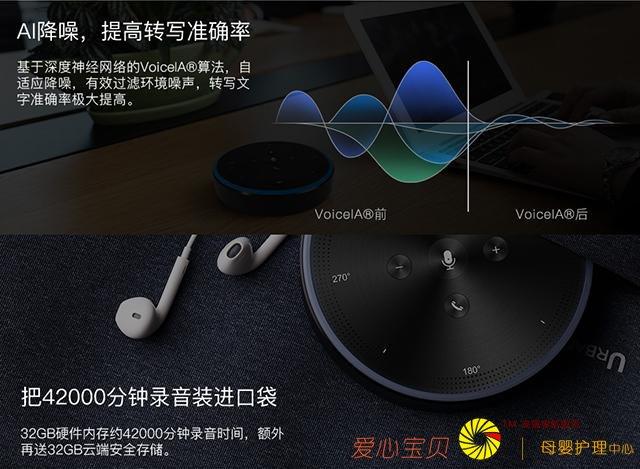 AI降噪，提高转写准确率
基于深度神经网络的VoiceIA®算法，自
适应降噪，有效过滤环境噪声，转写文
字准确率极大提高。
VoiceIA®前
VoiceIA®后
270°
180°
URBA
把42000分钟录音装进口袋
32GB硬件内存约42000分钟录音时间，额外
再送32GB云端安全存储。
爱心宝贝
TM
母婴护理中心